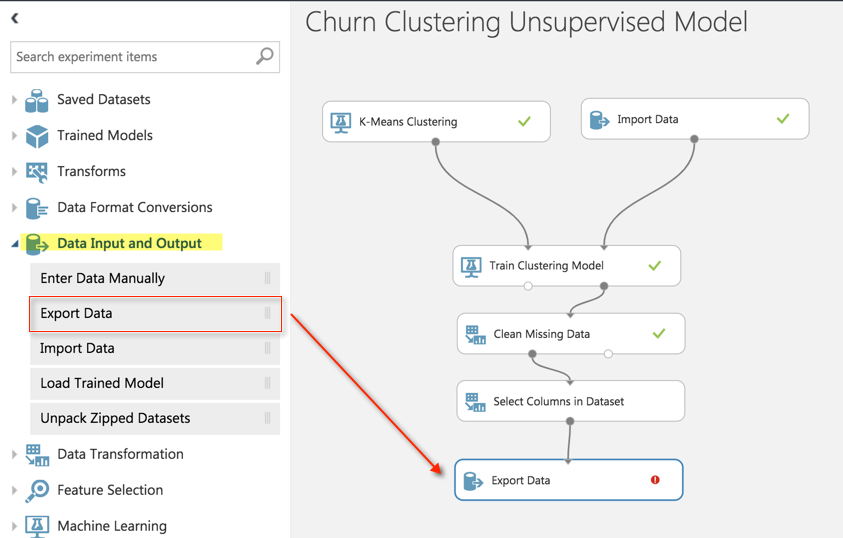 Churn Clustering Unsupervised Model
Search experiment items
Saved Datasets
Trained Models
Transforms
Data Format Conversions
Data Input and Output
Enter Data Manually
Export Data
Import Data
Load Trained Model
Unpack Zipped Datasets
Data Transformation
Feature Selection
Machine Learning
K-Means Clustering
Import Data
Train Clustering Model
Clean Missing Data
Select Columns in Dataset
Export Data